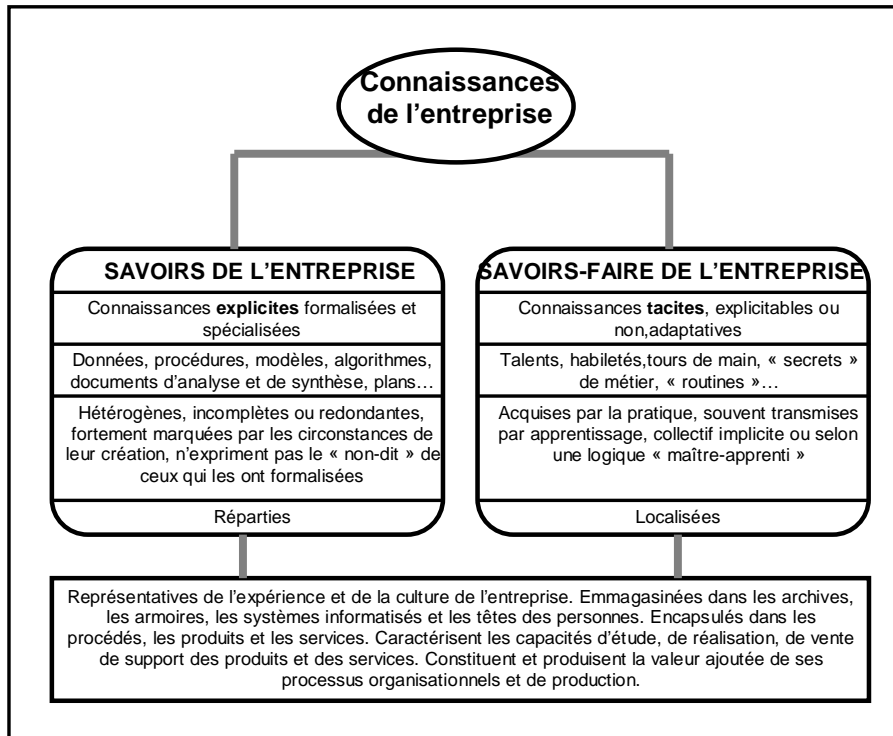 Connaissances
de l'entreprise
SAVOIRS DE L'ENTREPRISE
Connaissances explicites formalisées et
spécialisées
Données, procédures, modèles, algorithmes,
documents d'analyse et de synthèse, plans…
Hétérogènes, incomplètes ou redondantes,
fortement marquées par les circonstances de
leur création, n'expriment pas le « non-dit » de
ceux qui les ont formalisées
Réparties
SAVOIRS-FAIRE DE L'ENTREPRISE
Connaissances tacites, explicitables ou
non,adaptatives
Talents, habiletés,tours de main, « secrets »
de métier, « routines »…
Acquises par la pratique, souvent transmises
par apprentissage, collectif implicite ou selon
une logique « maître-apprenti »
Localisées
Représentatives de l'expérience et de la culture de l'entreprise. Emmagasinées dans les archives,
les armoires, les systèmes informatisés et les têtes des personnes. Encapsulés dans les
procédés, les produits et les services. Caractérisent les capacités d'étude, de réalisation, de vente
de support des produits et des services. Constituent et produisent la valeur ajoutée de ses
processus organisationnels et de production.